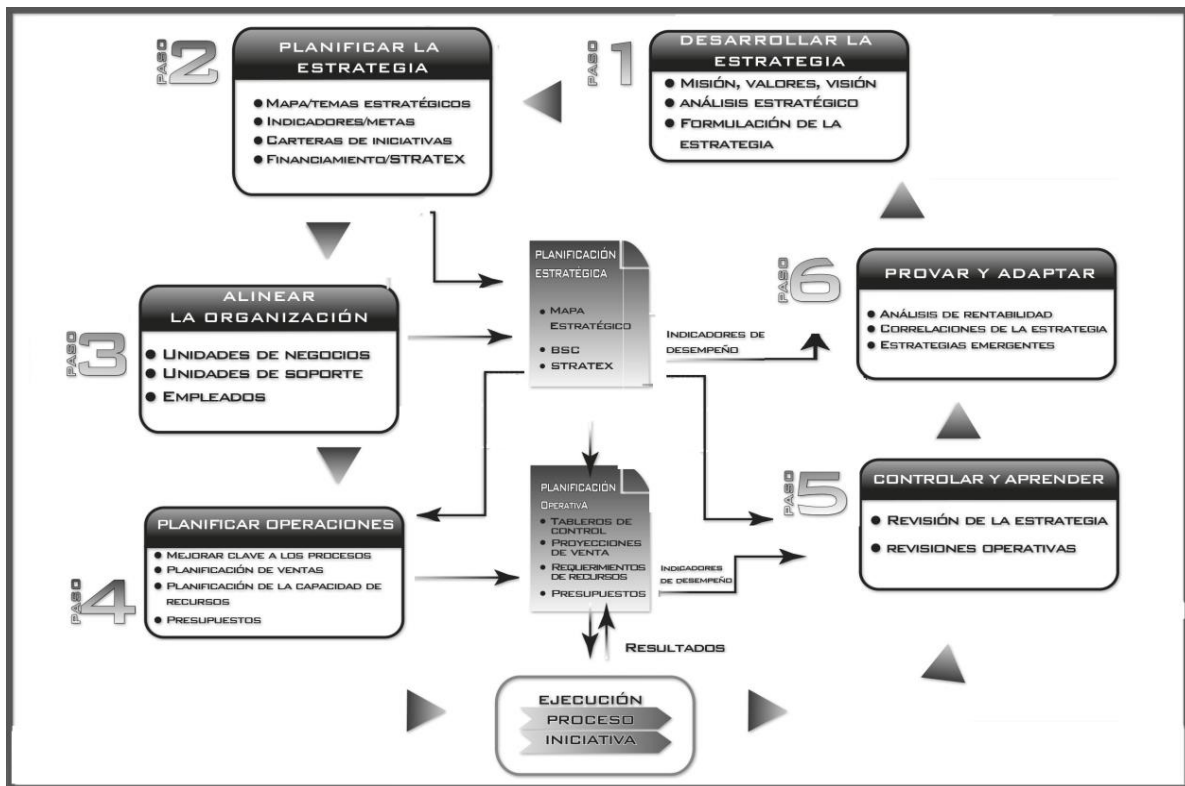 PASO 1
DESARROLLAR LA
ESTRATEGIA
● MISIÓN, VALORES, VISIÓN
● ANÁLISIS ESTRATÉGICO
● FORMULACIÓN DE LA
ESTRATEGIA
PASO 2
PLANIFICAR LA
ESTRATEGIA
● MAPA/TEMAS ESTRATÉGICOS
● INDICADORES/METAS
● CARTERAS DE INICIATIVAS
● FINANCIAMIENTO/STRATEX
PASO 3
ALINEAR
LA ORGANIZACIÓN
● UNIDADES DE NEGOCIOS
● UNIDADES DE SOPORTE
● EMPLEADOS
PLANIFICACIÓN
ESTRATÉGICA
● MAPA
ESTRATÉGICO
● BSC
● STRATEX
INDICADORES DE
DESEMPEÑO
PASO 4
PLANIFICAR OPERACIONES
● MEJORAR CLAVE A LOS PROCESOS
● PLANIFICACIÓN DE VENTAS
● PLANIFICACIÓN DE LA CAPACIDAD DE
RECURSOS
● PRESUPUESTOS
PLANIFICACIÓN
OPERATIVA
● TABLEROS DE
CONTROL
● PROYECCIONES
DE VENTA
● REQUERIMIENTOS
DE RECURSOS
● PRESUPUESTOS
INDICADORES
DE DESEMPEÑO
RESULTADOS
EJECUCIÓN
PROCESO
INICIATIVA
PASO 5
CONTROLAR Y APRENDER
● REVISIÓN DE LA ESTRATEGIA
● REVISIONES OPERATIVAS
PASO 6
PROVAR Y ADAPTAR
● ANÁLISIS DE RENTABILIDAD
● CORRELACIONES DE LA ESTRATEGIA
● ESTRATEGIAS EMERGENTES